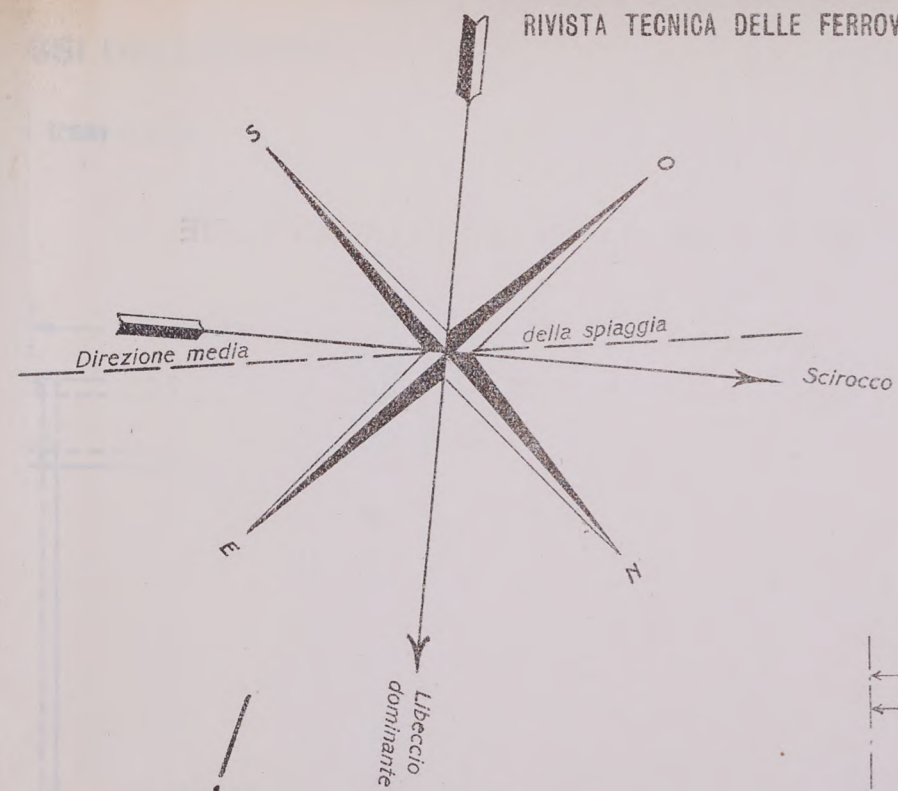 RIVISTA TECNICA DELLE FERROV
S
O
Direzione media
della spiaggia
Scirocco
E
N
Libeccio
dominante